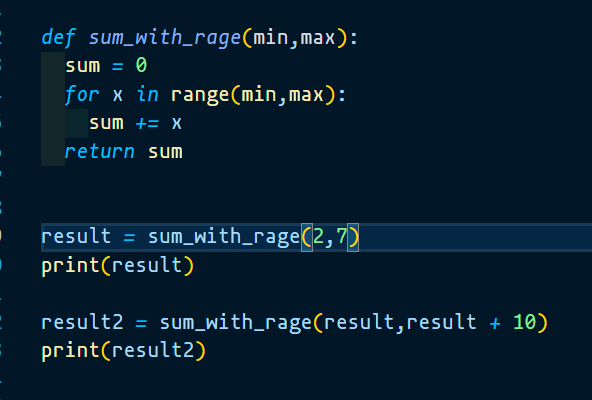 def sum_with_rage(min,max):
  sum = 0
  for x in range(min,max):
    sum += x
  return sum
result = sum_with_rage(2,7)
print(result)
result2 = sum_with_rage(result,result + 10)
print(result2)